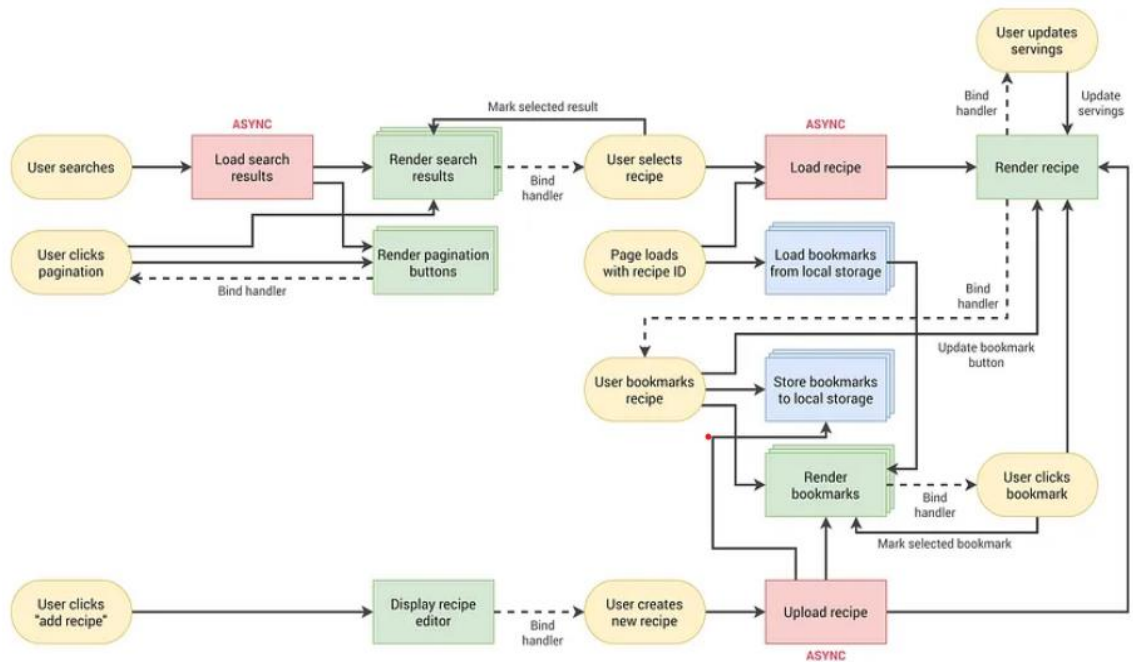 User updates
servings
Bind
handler
Update
servings
Mark selected result
ASYNC
ASYNC
User searches
Load search
results
Render search
results
Bind
handler
User selects
recipe
Load recipe
Render recipe
User clicks
pagination
Render pagination
buttons
Bind handler
Page loads
with recipe ID
Load bookmarks
from local storage
Bind
handler
Update bookmark
button
User bookmarks
recipe
Store bookmarks
to local storage
Render
bookmarks
Bind
handler
User clicks
bookmark
Mark selected bookmark
User clicks
"add recipe"
Display recipe
editor
Bind
handler
User creates
new recipe
Upload recipe
ASYNC